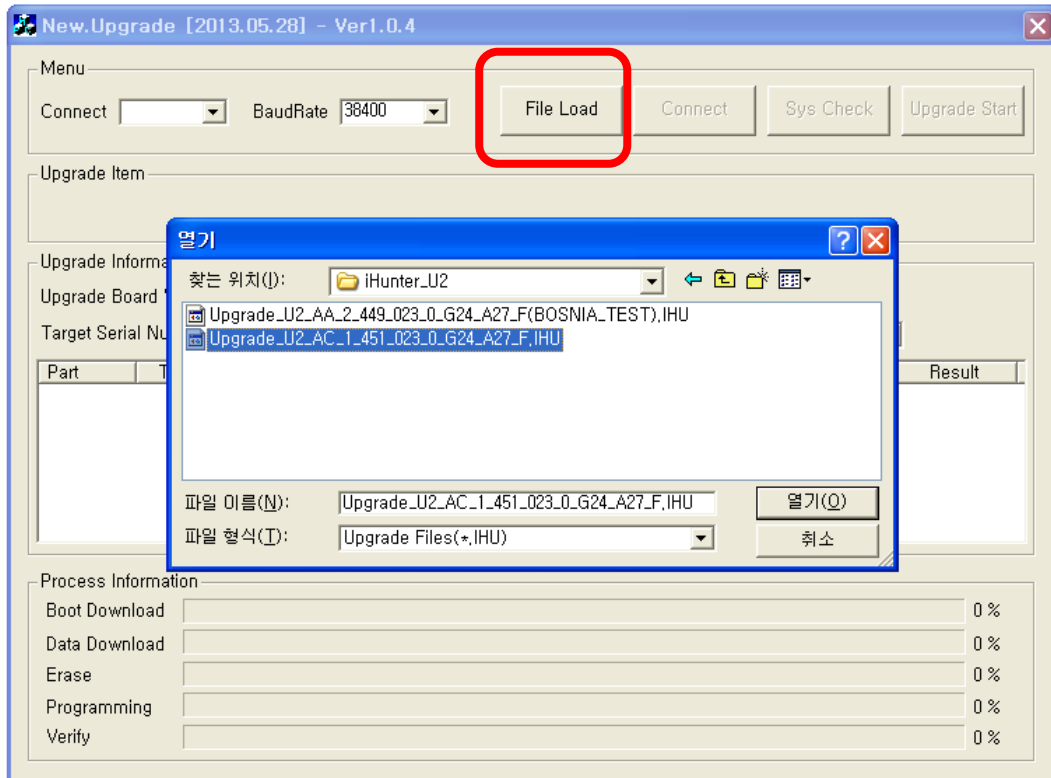 New.Upgrade [2013.05.28] - Ver1.0.4
Menu
Connect
BaudRate 38400
File Load
Connect
Sys Check
Upgrade Start
Upgrade Item
열기
Upgrade Informa
찾는 위치(I): iHunter_U2
Upgrade Board
Upgrade_U2_AA_2_449_023_0_G24_A27_F(BOSNIA_TEST).IHU
Target Serial Nu
Upgrade_U2_AC_1_451_023_0_G24_A27_F.IHU
Part
T
Result
파일 이름(N): Upgrade_U2_AC_1_451_023_0_G24_A27_F.IHU 열기(O)
파일 형식(T): Upgrade Files(*.IHU) 취소
Process Information
Boot Download 0 %
Data Download 0 %
Erase 0 %
Programming 0 %
Verify 0 %